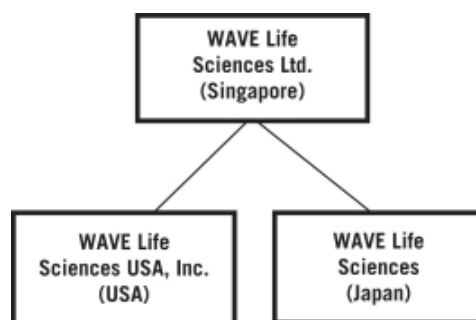 WAVE Life
Sciences Ltd.
(Singapore)
WAVE Life
Sciences USA, Inc.
(USA)
WAVE Life
Sciences
(Japan)